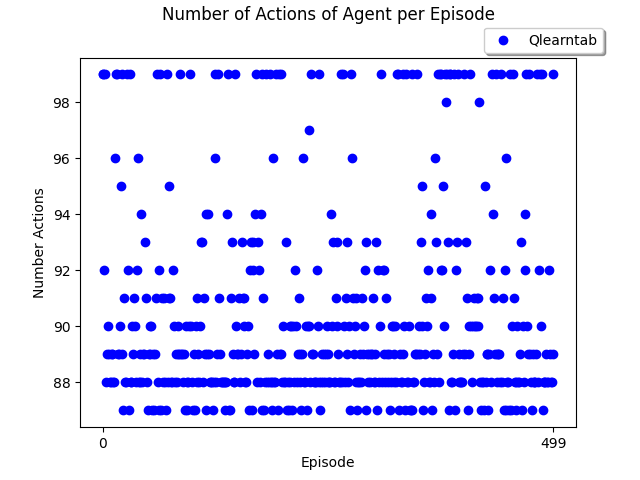 Number of Actions of Agent per Episode
Qlearntab
98
96
94
92
90
88
Number Actions
0
499
Episode